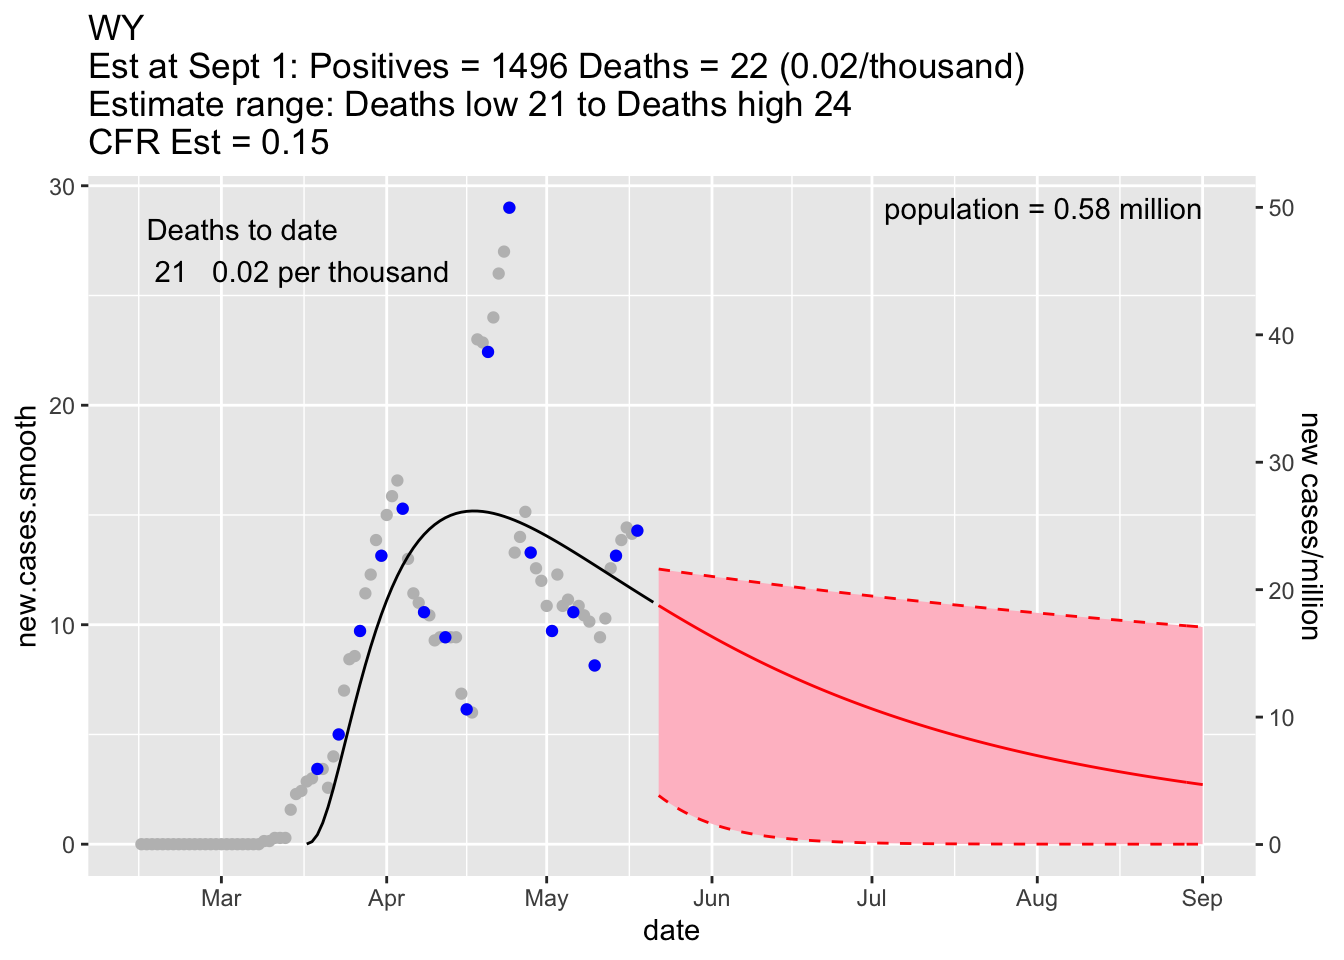 WY
Est at Sept 1: Positives = 1496 Deaths = 22 (0.02/thousand)
Estimate range: Deaths low 21 to Deaths high 24
CFR Est = 0.15
30
20
10
0
new.cases.smooth
Deaths to date
21 0.02 per thousand
population = 0.58 million
50
40
30
20
10
0
new cases/million
Mar Apr May Jun Jul Aug Sep
date